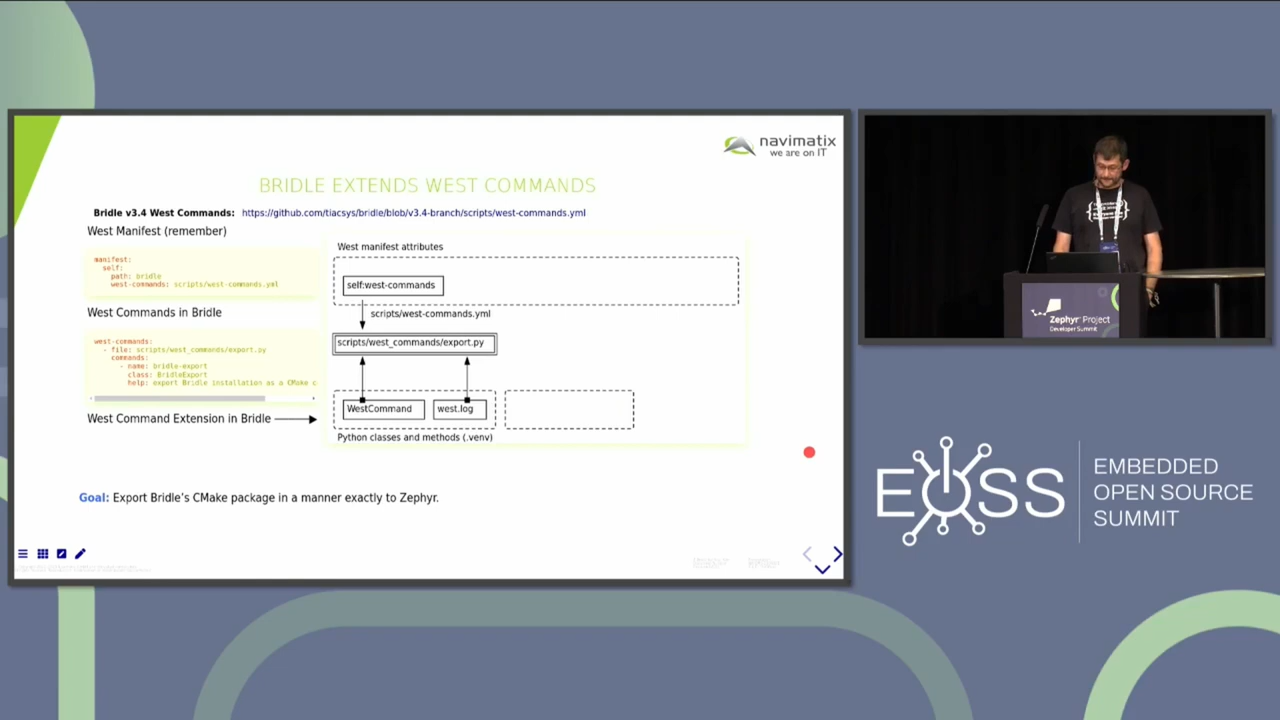 navimatix
we are on IT
BRIDLE EXTENDS WEST COMMANDS
Bridle v3.4 West Commands: https://github.com/tiacsys/bridle/blob/v3.4-branch/scripts/west-commands.yml
West Manifest (remember)
manifest:
self:
path: bridle
west-commands: scripts/west-commands.yml
West Commands in Bridle
west-commands:
- file: scripts/west_commands/export.py
commands:
- name: bridle-export
class: BridleExport
help: export Bridle installation as a CMake c
West Command Extension in Bridle
West manifest attributes
self:west-commands
scripts/west-commands.yml
scripts/west_commands/export.py
WestCommand
west.log
Python classes and methods (.venv)
Goal: Export Bridle's CMake package in a manner exactly to Zephyr.
Zephyr Project
Developer Summit
EOSS
EMBEDDED
OPEN SOURCE
SUMMIT